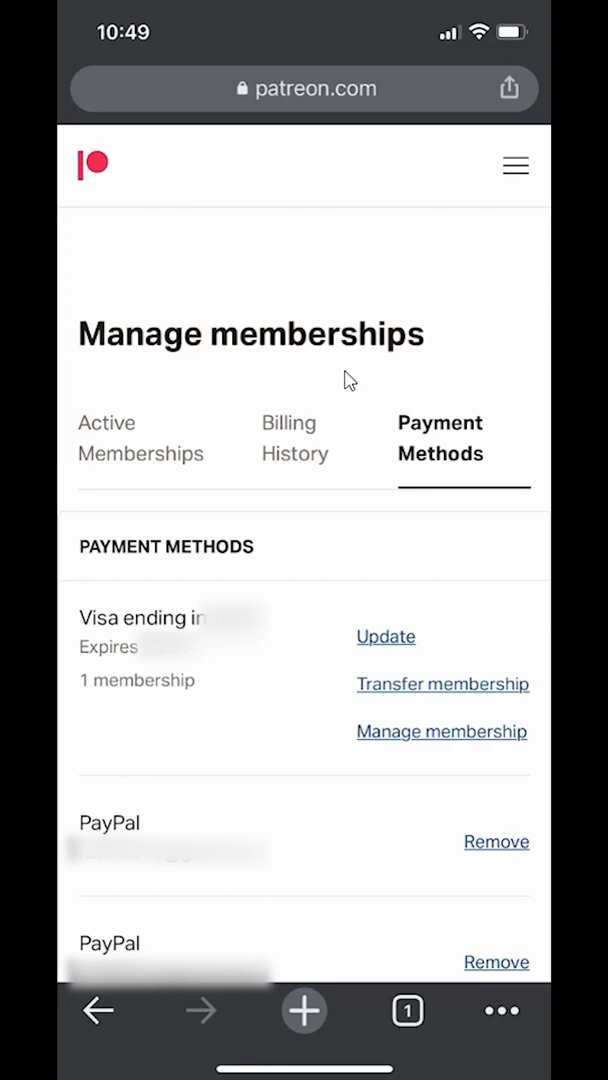 10:49
patreon.com
Manage memberships
Active
Memberships
Billing
History
Payment
Methods
PAYMENT METHODS
Visa ending in
Expires
1 membership
Update
Transfer membership
Manage membership
PayPal
Remove
PayPal
Remove
1